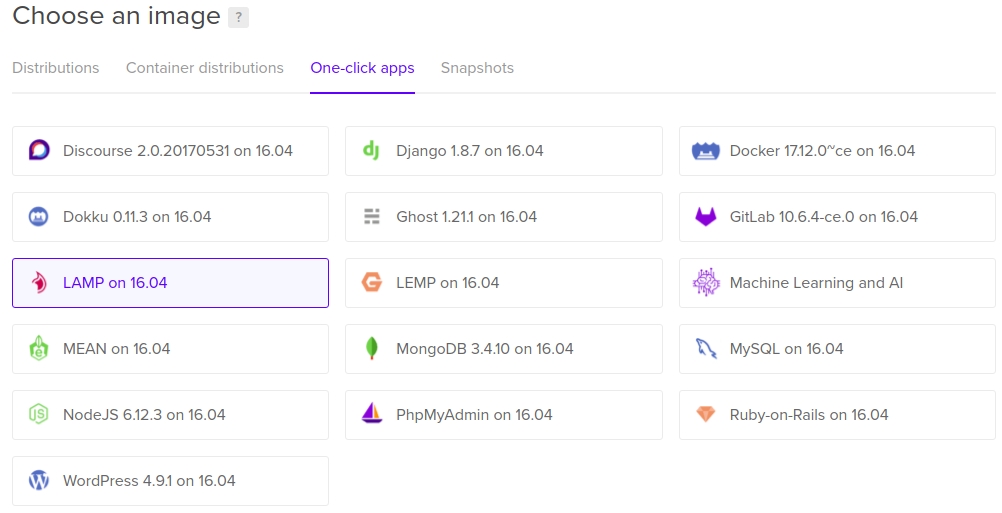 Choose an image ?
Distributions Container distributions One-click apps Snapshots
Discourse 2.0.20170531 on 16.04
Django 1.8.7 on 16.04
Docker 17.12.0~ce on 16.04
Dokku 0.11.3 on 16.04
Ghost 1.21.1 on 16.04
GitLab 10.6.4-ce.0 on 16.04
LAMP on 16.04
LEMP on 16.04
Machine Learning and AI
MEAN on 16.04
MongoDB 3.4.10 on 16.04
MySQL on 16.04
NodeJS 6.12.3 on 16.04
PhpMyAdmin on 16.04
Ruby-on-Rails on 16.04
WordPress 4.9.1 on 16.04